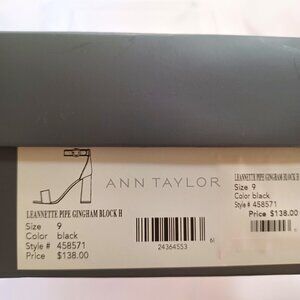 ANN TAYLOR
LEANNETTE PIPE GINGHAM BLOCK H
Size 9
Color black
Style # 458571
Price $138.00
24364553
6
LEANNETTE PIPE GINGHAM BLOCK H
Size 9
Color black
Style # 458571
Price $138.00